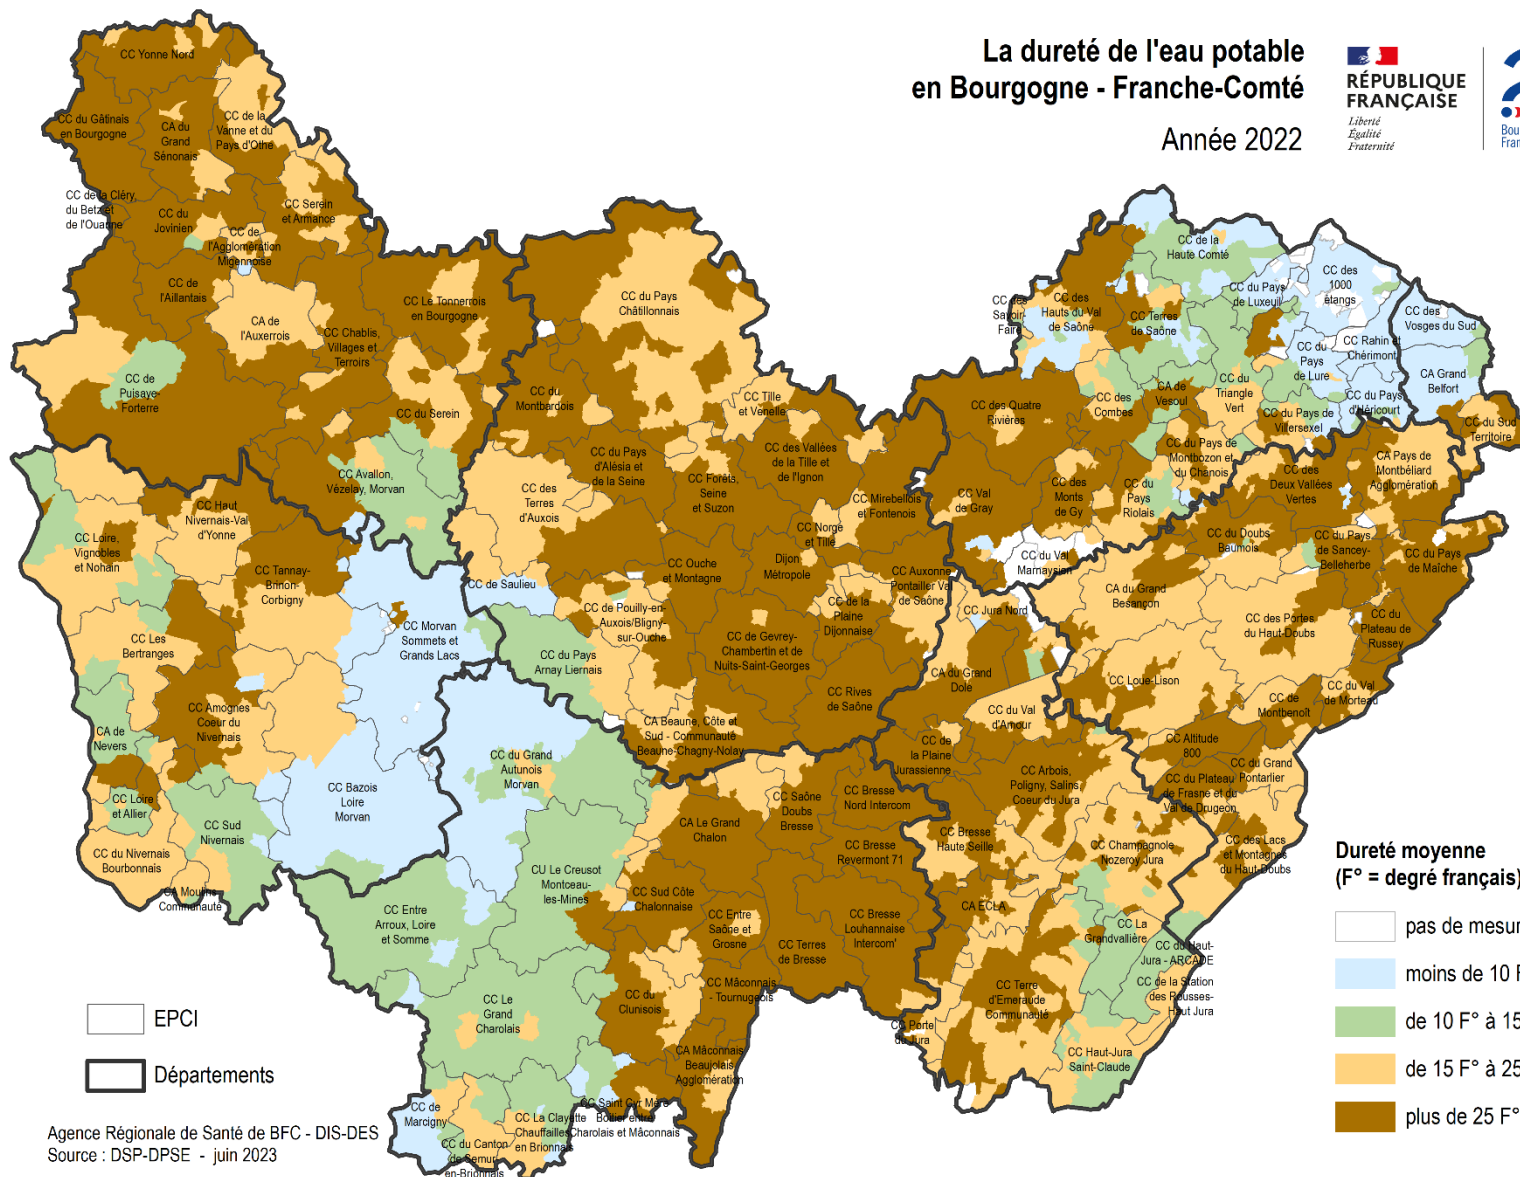 La dureté de l'eau potable
en Bourgogne - Franche-Comté
Année 2022
RÉPUBLIQUE
FRANÇAISE
Liberté
Égalité
Fraternité
CC Yonne Nord
CC du Gâtinais
en Bourgogne
CA du
Grand
Sénonais
CC de la
Vanne et du
Pays d'Othe
CC de la Cléry,
du Betz et
de l'Ouanne
CC du
Jovinien
CC Serein
et Armance
CC de
l'Agglomération
Migennoise
CC de
l'Aillantais
CA de
l'Auxerrois
CC Le Tonnerrois
en Bourgogne
CC Chablis,
Villages et
Terroirs
CC de
Puisaye-
Forterre
CC du Serein
CC Avallon,
Vézelay, Morvan
CC du Pays
Châtillonnais
CC du
Montbardois
CC Tille
et Venelle
CC du Pays
d'Alésia et
de la Seine
CC Forêts,
Seine
et Suzon
CC des Vallées
de la Tille et
de l'Ignon
CC des
Terres
d'Auxois
CC Mirebellois
et Fontenois
CC Norge
et Tille
CC Ouche
et Montagne
Dijon
Métropole
CC Auxonne
Pontailler Val
de Saône
CC de Saulieu
CC de Pouilly-en-
Auxois/Bligny-
sur-Ouche
CC de la
Plaine
Dijonnaise
CC de Gevrey-
Chambertin et de
Nuits-Saint-Georges
CC du Pays
Arnay Liernais
CC Rives
de Saône
CA Beaune, Côte et
Sud - Communauté
Beaune-Chagny-Nolay
CC de la
Haute Comté
CC des
1000
étangs
CC du Pays
de Luxeuil
CC des
Savoir-
Faire
CC des
Hauts du Val
de Saône
CC Terres
de Saône
CC des
Vosges du Sud
CC Rahin et
Chérimont
CC du
Pays
de Lure
CA Grand
Belfort
CC du Pays
d'Héricourt
CC du Sud
Territoire
CA de
Vesoul
CC du
Triangle
Vert
CC des
Combes
CC des Quatre
Rivières
CC du Pays de
Villersexel
CC du Pays de
Montbozon et
du Chanois
CC du
Pays
Riolais
CC des
Monts
de Gy
CC Val
de Gray
CC du Val
Marnaysien
CA Pays de
Montbéliard
Agglomération
CC des
Deux Vallées
Vertes
CC du Doubs
Baumois
CC du Pays
de Sancey-
Belleherbe
CC du Pays
de Maîche
CA du Grand
Besançon
CC des Portes
du Haut-Doubs
CC du
Plateau de
Russey
CC Loue-Lison
CC de
Montbenoît
CC du Val
de Morteau
CC Altitude
800
CC du Grand
Pontarlier
CC du Plateau
de Frasne et du
Val de Drugeon
CC des Lacs
et Montagnes
du Haut-Doubs
CC Jura Nord
CA du Grand
Dole
CC du Val
d'Amour
CC de
la Plaine
Jurassienne
CC Arbois,
Poligny, Salins,
Coeur du Jura
CC Bresse
Haute Seille
CC Champagnole
Nozeroy Jura
CA ECLA
CC La
Grandvallière
CC du Haut-
Jura - ARCADE
CC de la Station
des Rousses-
Haut Jura
CC Terre
d'Emeraude
Communauté
CC Porte
du Jura
CC Haut-Jura
Saint-Claude
CC Haut
Nivernais-Val
d'Yonne
CC Loire,
Vignobles
et Nohain
CC Tannay-
Brinon-
Corbigny
CC Les
Bertranges
CC Morvan
Sommets et
Grands Lacs
CC Amognes
Coeur du
Nivernais
CA de
Nevers
CC Bazois
Loire
Morvan
CC Loire
et Allier
CC Sud
Nivernais
CC du Nivernais
Bourbonnais
CA Moulins
Communauté
CC du Grand
Autunois
Morvan
CU Le Creusot
Montceau-
les-Mines
CC Entre
Arroux, Loire
et Somme
CA Le Grand
Chalon
CC Saône
Doubs
Bresse
CC Bresse
Nord Intercom
CC Bresse
Revermont 71
CC Sud Côte
Chalonnaise
CC Entre
Saône et
Grosne
CC Bresse
Louhannaise
Intercom'
CC Terres
de Bresse
CC Mâconnais
- Tournugeois
CC du
Clunisois
CC Le
Grand
Charolais
CA Mâconnais
Beaujolais
Agglomération
CC de
Marcigny
CC du Canton
de Semur-
en-Brionnais
CC La Clayette
Chauffailles
en Brionnais
CC Saint Cyr Mère
Boitier entre
Charolais et Mâconnais
EPCI
Départements
Agence Régionale de Santé de BFC - DIS-DES
Source : DSP-DPSE - juin 2023
Dureté moyenne
(F° = degré français)
pas de mesur
moins de 10 F
de 10 F° à 15
de 15 F° à 25
plus de 25 F°